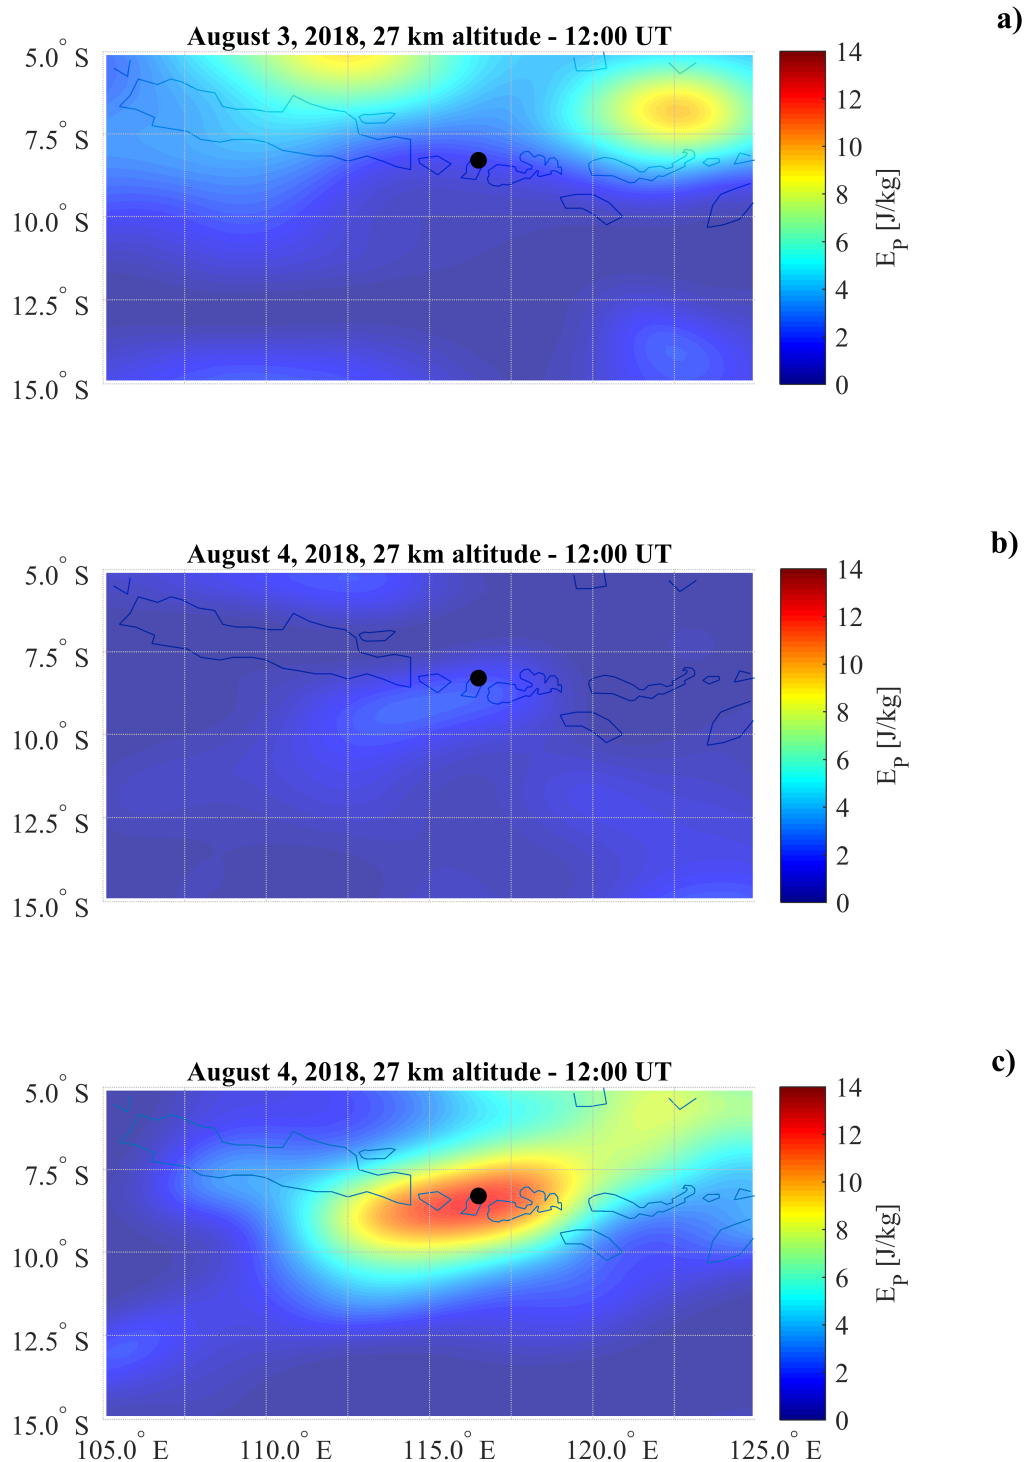 a)
August 3, 2018, 27 km altitude - 12:00 UT
5.0° S
7.5° S
10.0° S
12.5° S
15.0° S
14
12
10
8
6
4
2
0
E_P [J/kg]
b)
August 4, 2018, 27 km altitude - 12:00 UT
5.0° S
7.5° S
10.0° S
12.5° S
15.0° S
14
12
10
8
6
4
2
0
E_P [J/kg]
c)
August 4, 2018, 27 km altitude - 12:00 UT
5.0° S
7.5° S
10.0° S
12.5° S
15.0° S
105.0° E 110.0° E 115.0° E 120.0° E 125.0° E
14
12
10
8
6
4
2
0
E_P [J/kg]